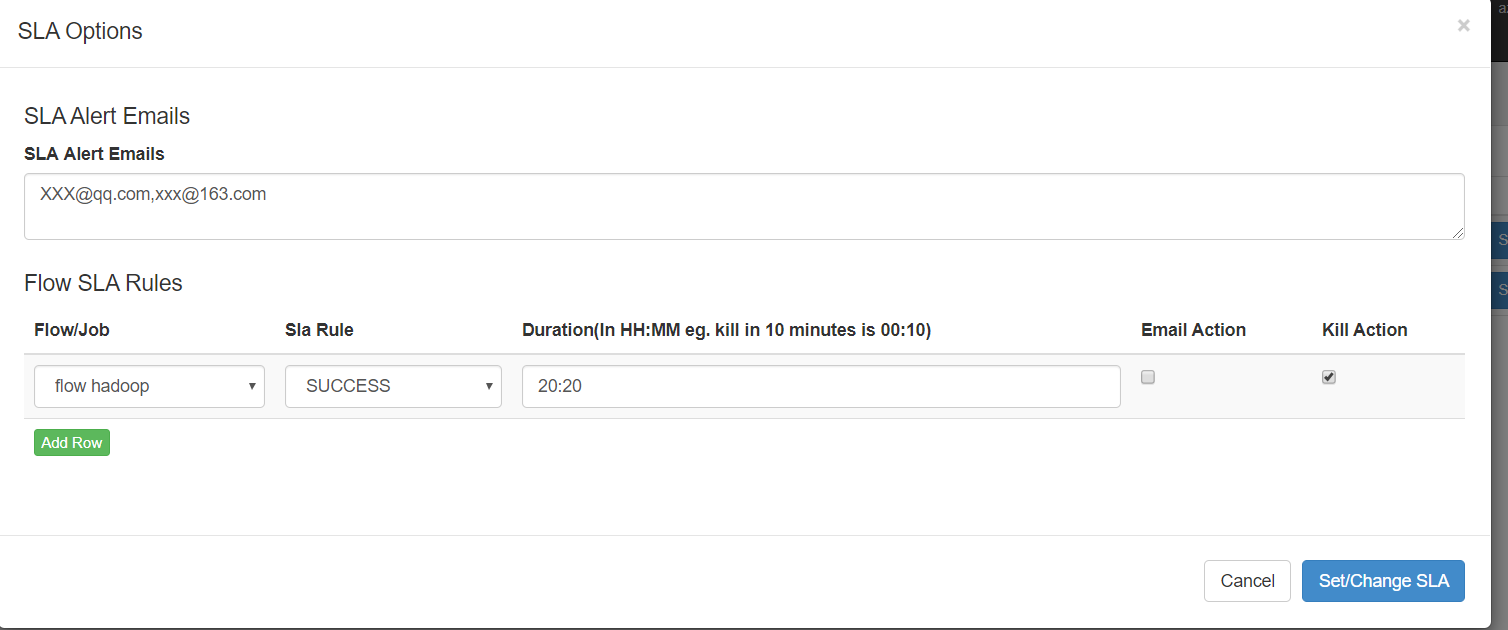 SLA Options
×
SLA Alert Emails
SLA Alert Emails
XXX@qq.com,xxx@163.com
Flow SLA Rules
Flow/Job Sla Rule Duration(In HH:MM eg. kill in 10 minutes is 00:10) Email Action Kill Action
flow hadoop SUCCESS 20:20
Add Row
Cancel Set/Change SLA